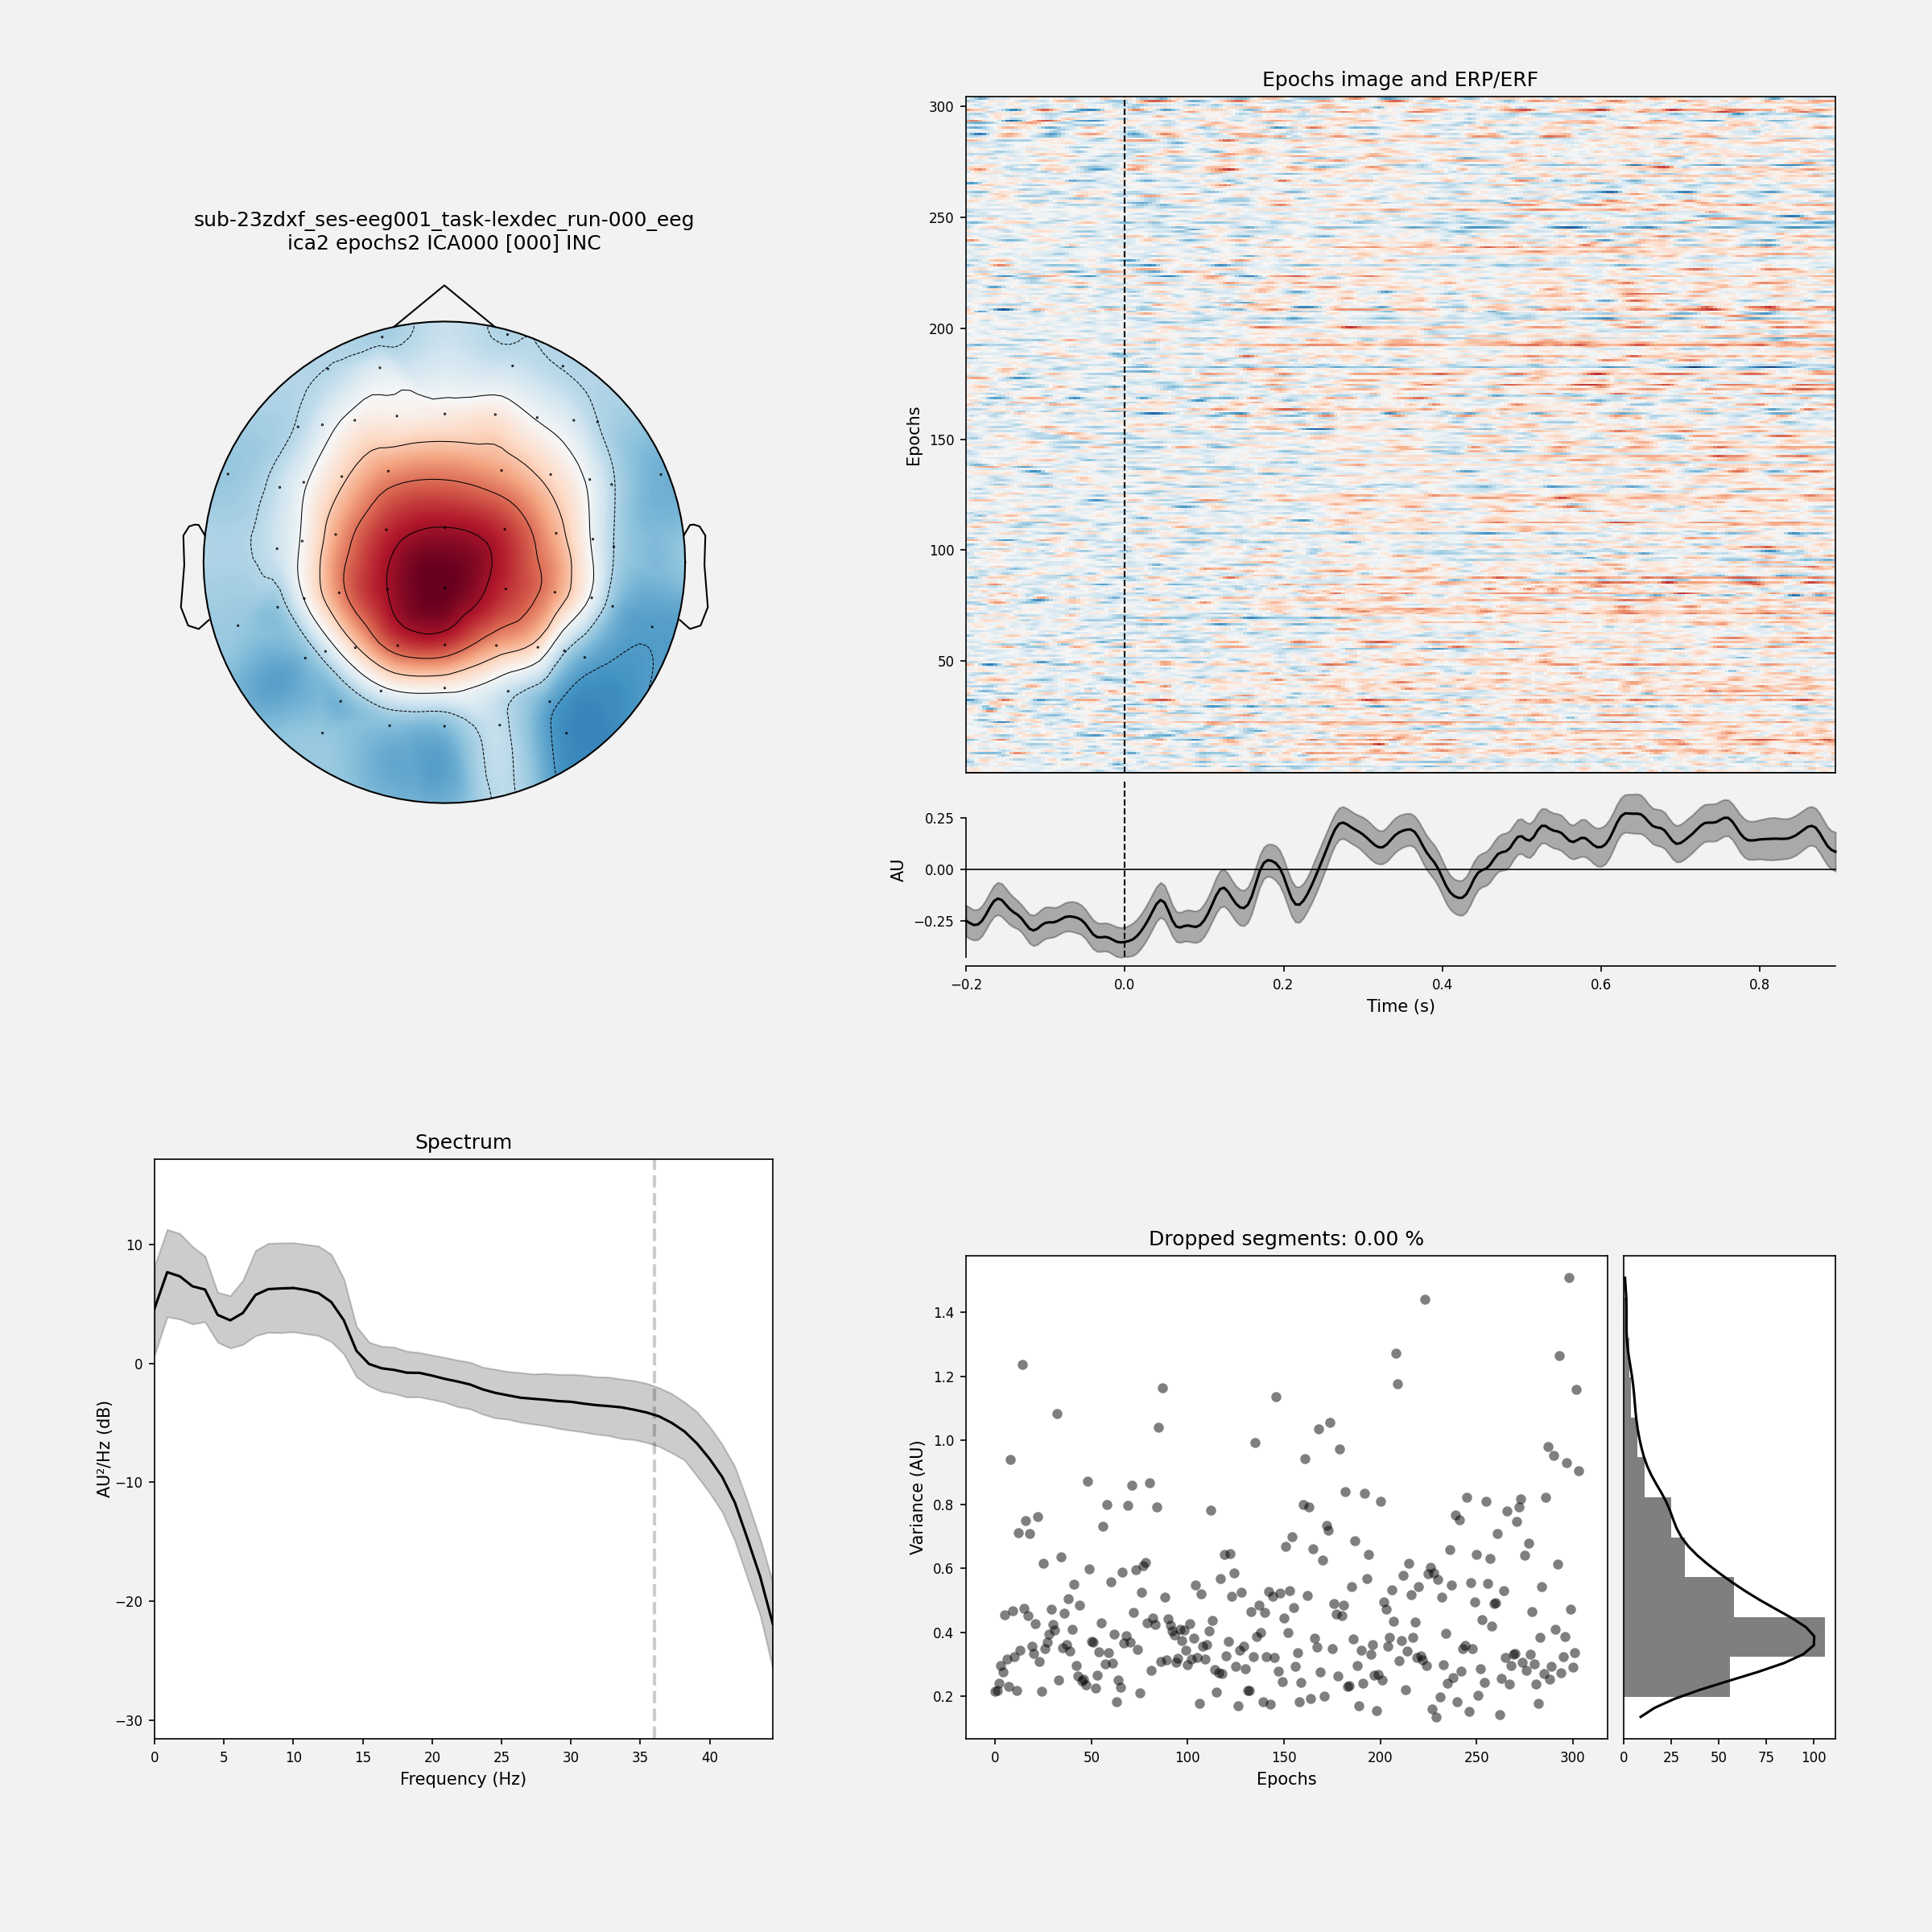 sub-23zdxf_ses-eeg001_task-lexdec_run-000_eeg
ica2 epochs2 ICA000 [000] INC
Epochs image and ERP/ERF
300
250
200
150
100
50
Epochs
0.25
0.00
−0.25
AU
−0.2 0.0 0.2 0.4 0.6 0.8
Time (s)
Spectrum
10
0
−10
−20
−30
AU²/Hz (dB)
0 5 10 15 20 25 30 35 40
Frequency (Hz)
Dropped segments: 0.00 %
1.4
1.2
1.0
0.8
0.6
0.4
0.2
Variance (AU)
0 50 100 150 200 250 300
Epochs
0 25 50 75 100